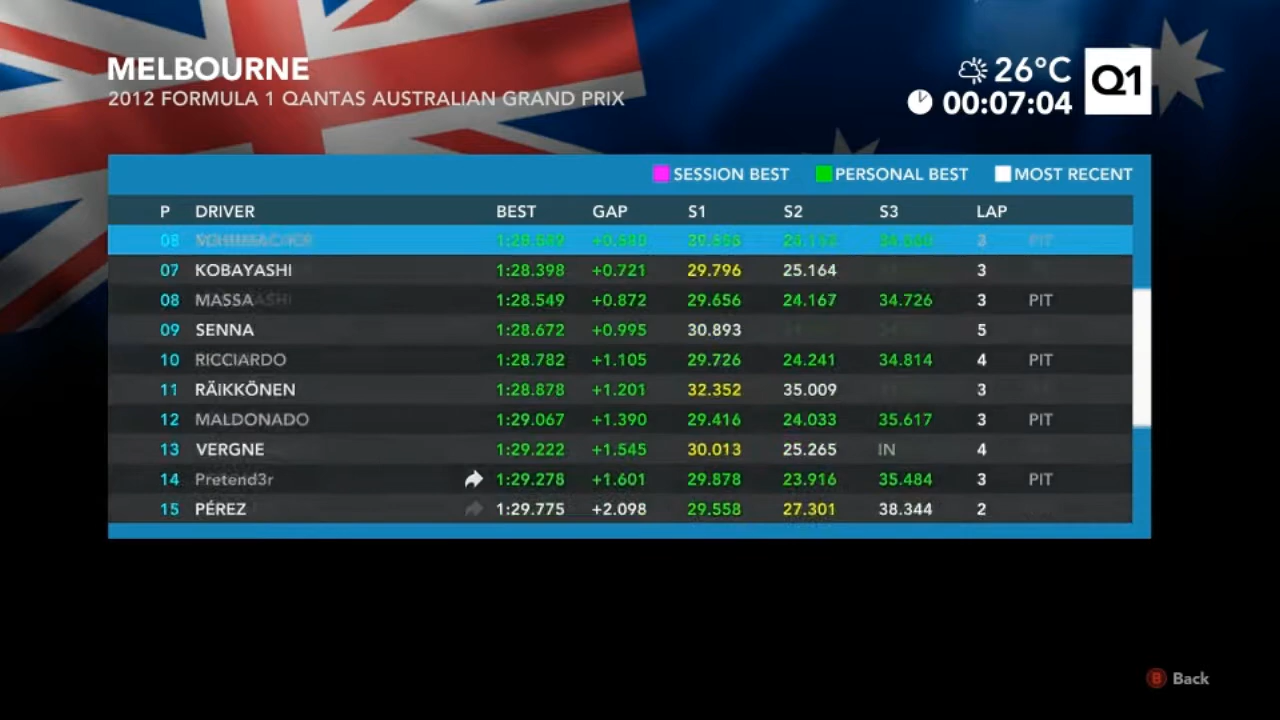 MELBOURNE
2012 FORMULA 1 QANTAS AUSTRALIAN GRAND PRIX
26°C
00:07:04
Q1
SESSION BEST PERSONAL BEST MOST RECENT
P DRIVER BEST GAP S1 S2 S3 LAP
3 PIT
07 KOBAYASHI 1:28.398 +0.721 29.796 25.164 3
08 MASSA 1:28.549 +0.872 29.656 24.167 34.726 3 PIT
09 SENNA 1:28.672 +0.995 30.893 5
10 RICCIARDO 1:28.782 +1.105 29.726 24.241 34.814 4 PIT
11 RÄIKKÖNEN 1:28.878 +1.201 32.352 35.009 3
12 MALDONADO 1:29.067 +1.390 29.416 24.033 35.617 3 PIT
13 VERGNE 1:29.222 +1.545 30.013 25.265 IN 4
14 Pretend3r 1:29.278 +1.601 29.878 23.916 35.484 3 PIT
15 PÉREZ 1:29.775 +2.098 29.558 27.301 38.344 2
B Back